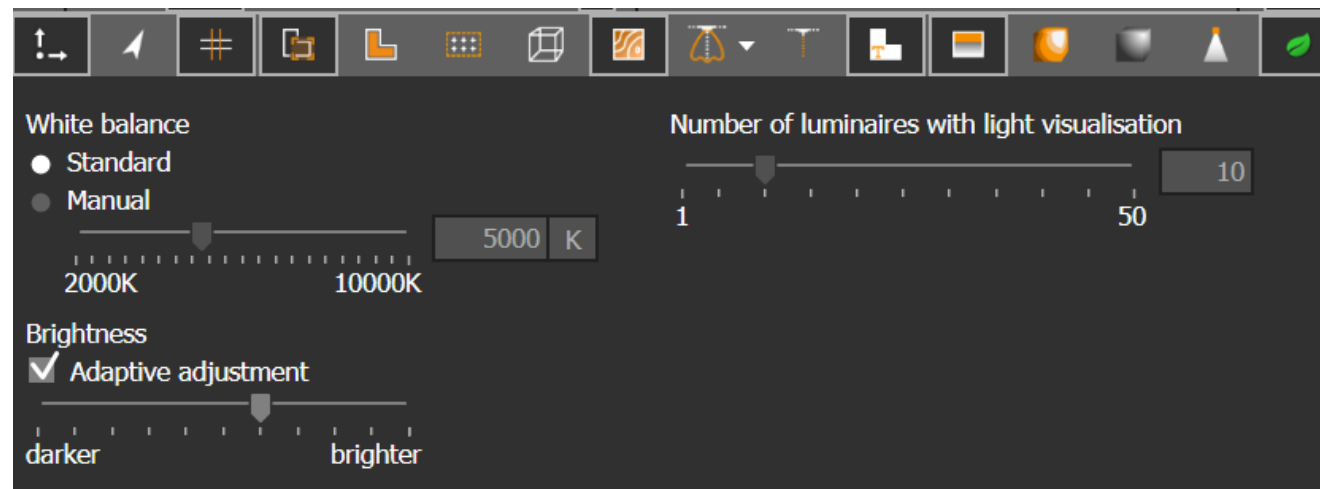 T
White balance
Standard
Manual
5000 K
2000K 10000K
Brightness
Adaptive adjustment
darker brighter
Number of luminaires with light visualisation
10
1 50